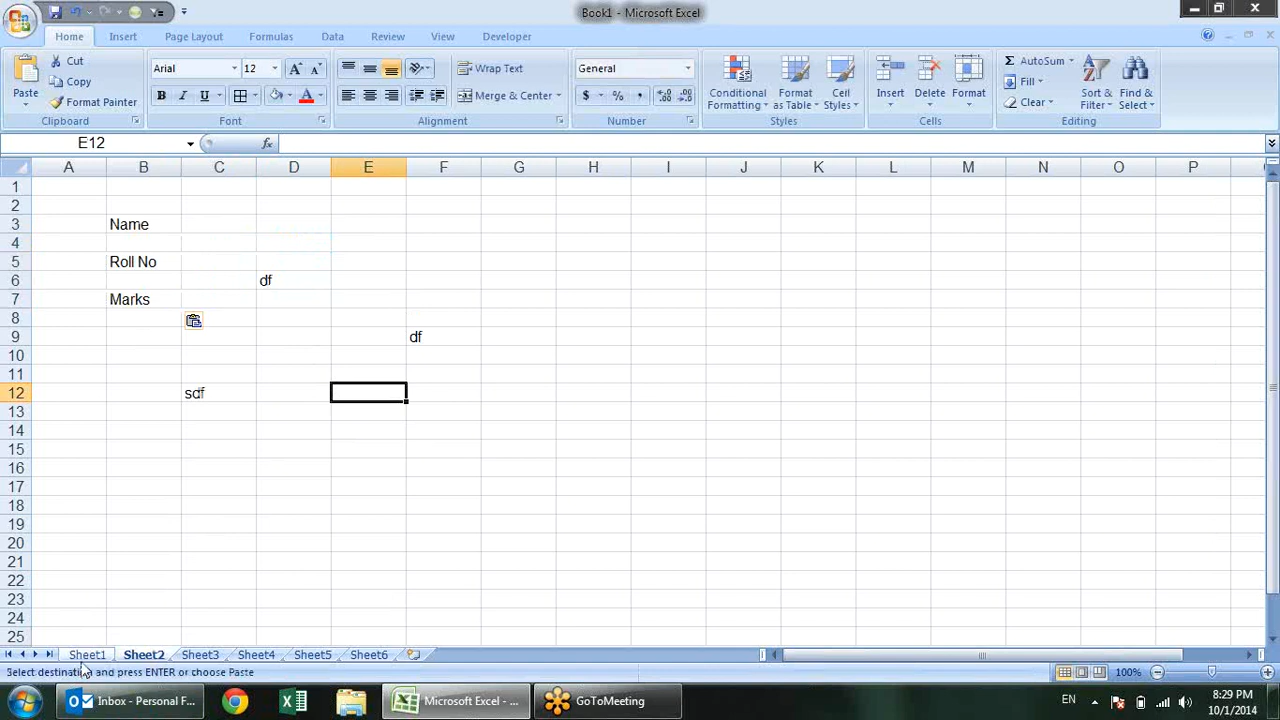 Book1 - Microsoft Excel
Home Insert Page Layout Formulas Data Review View Developer
Paste Cut Copy Format Painter Clipboard
Arial 12 B I U A A A Font
Wrap Text Merge & Center Alignment
General $ % , Number
Conditional Formatting Format as Table Cell Styles Styles
Insert Delete Format Cells
Σ AutoSum Fill Clear Sort & Filter Find & Select Editing
E12 fx
A B C D E F G H I J K L M N O P
1
2
3 Name
4
5 Roll No
6 df
7 Marks
8
9 df
10
11
12 sdf
13
14
15
16
17
18
19
20
21
22
23
24
25
Sheet1 Sheet2 Sheet3 Sheet4 Sheet5 Sheet6
Select destination and press ENTER or choose Paste 100%
Inbox - Personal F... Microsoft Excel - ... GoToMeeting EN 8:29 PM
10/1/2014